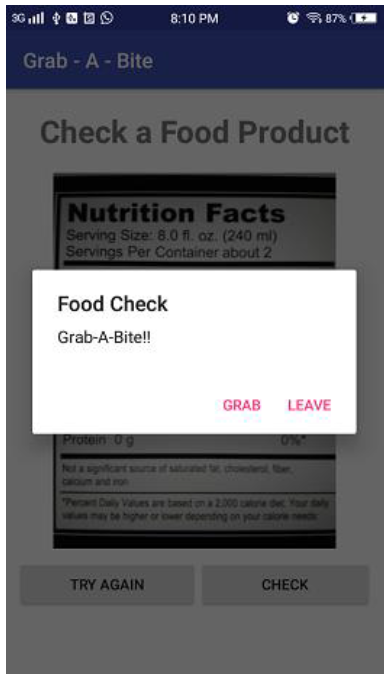 3G 8:10 PM 87%
Grab - A - Bite
Check a Food Product
Nutrition Facts
Serving Size: 8.0 fl. oz. (240 ml)
Servings Per Container about 2
Food Check
Grab-A-Bite!!
GRAB LEAVE
Protein 0 g 0%*
Not a significant source of saturated fat, cholesterol, fiber,
calcium and iron
*Percent Daily Values are based on a 2,000 calorie diet. Your daily
values may be higher or lower depending on your calorie needs:
TRY AGAIN CHECK